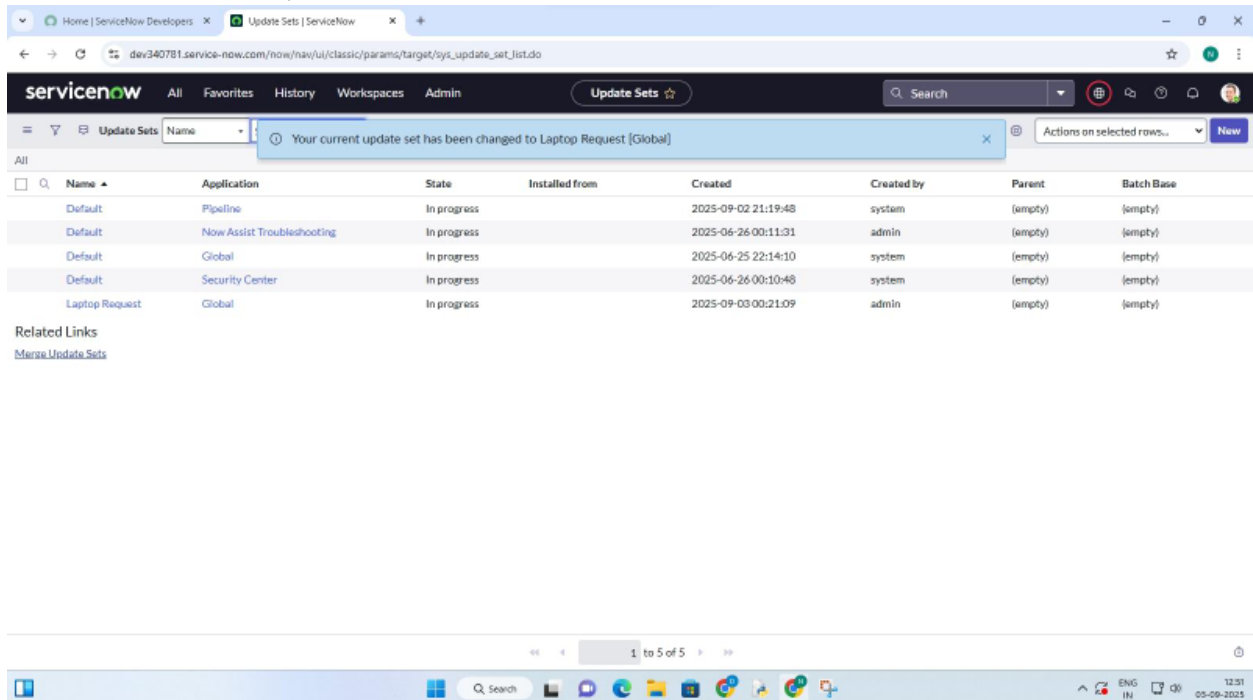 Home | ServiceNow Developers
Update Sets | ServiceNow
dev340781.service-now.com/now/nav/ui/classic/params/target/sys_update_set_list.do
servicenow All Favorites History Workspaces Admin Update Sets Search
Update Sets Name Actions on selected rows... New
Your current update set has been changed to Laptop Request [Global]
All
Name Application State Installed from Created Created by Parent Batch Base
Default Pipeline In progress 2025-09-02 21:19:48 system (empty) (empty)
Default Now Assist Troubleshooting In progress 2025-06-26 00:11:31 admin (empty) (empty)
Default Global In progress 2025-06-25 22:14:10 system (empty) (empty)
Default Security Center In progress 2025-06-26 00:10:48 system (empty) (empty)
Laptop Request Global In progress 2025-09-03 00:21:09 admin (empty) (empty)
Related Links
Merge Update Sets
1 to 5 of 5
Search ENG 12:51
IN 03-09-2025